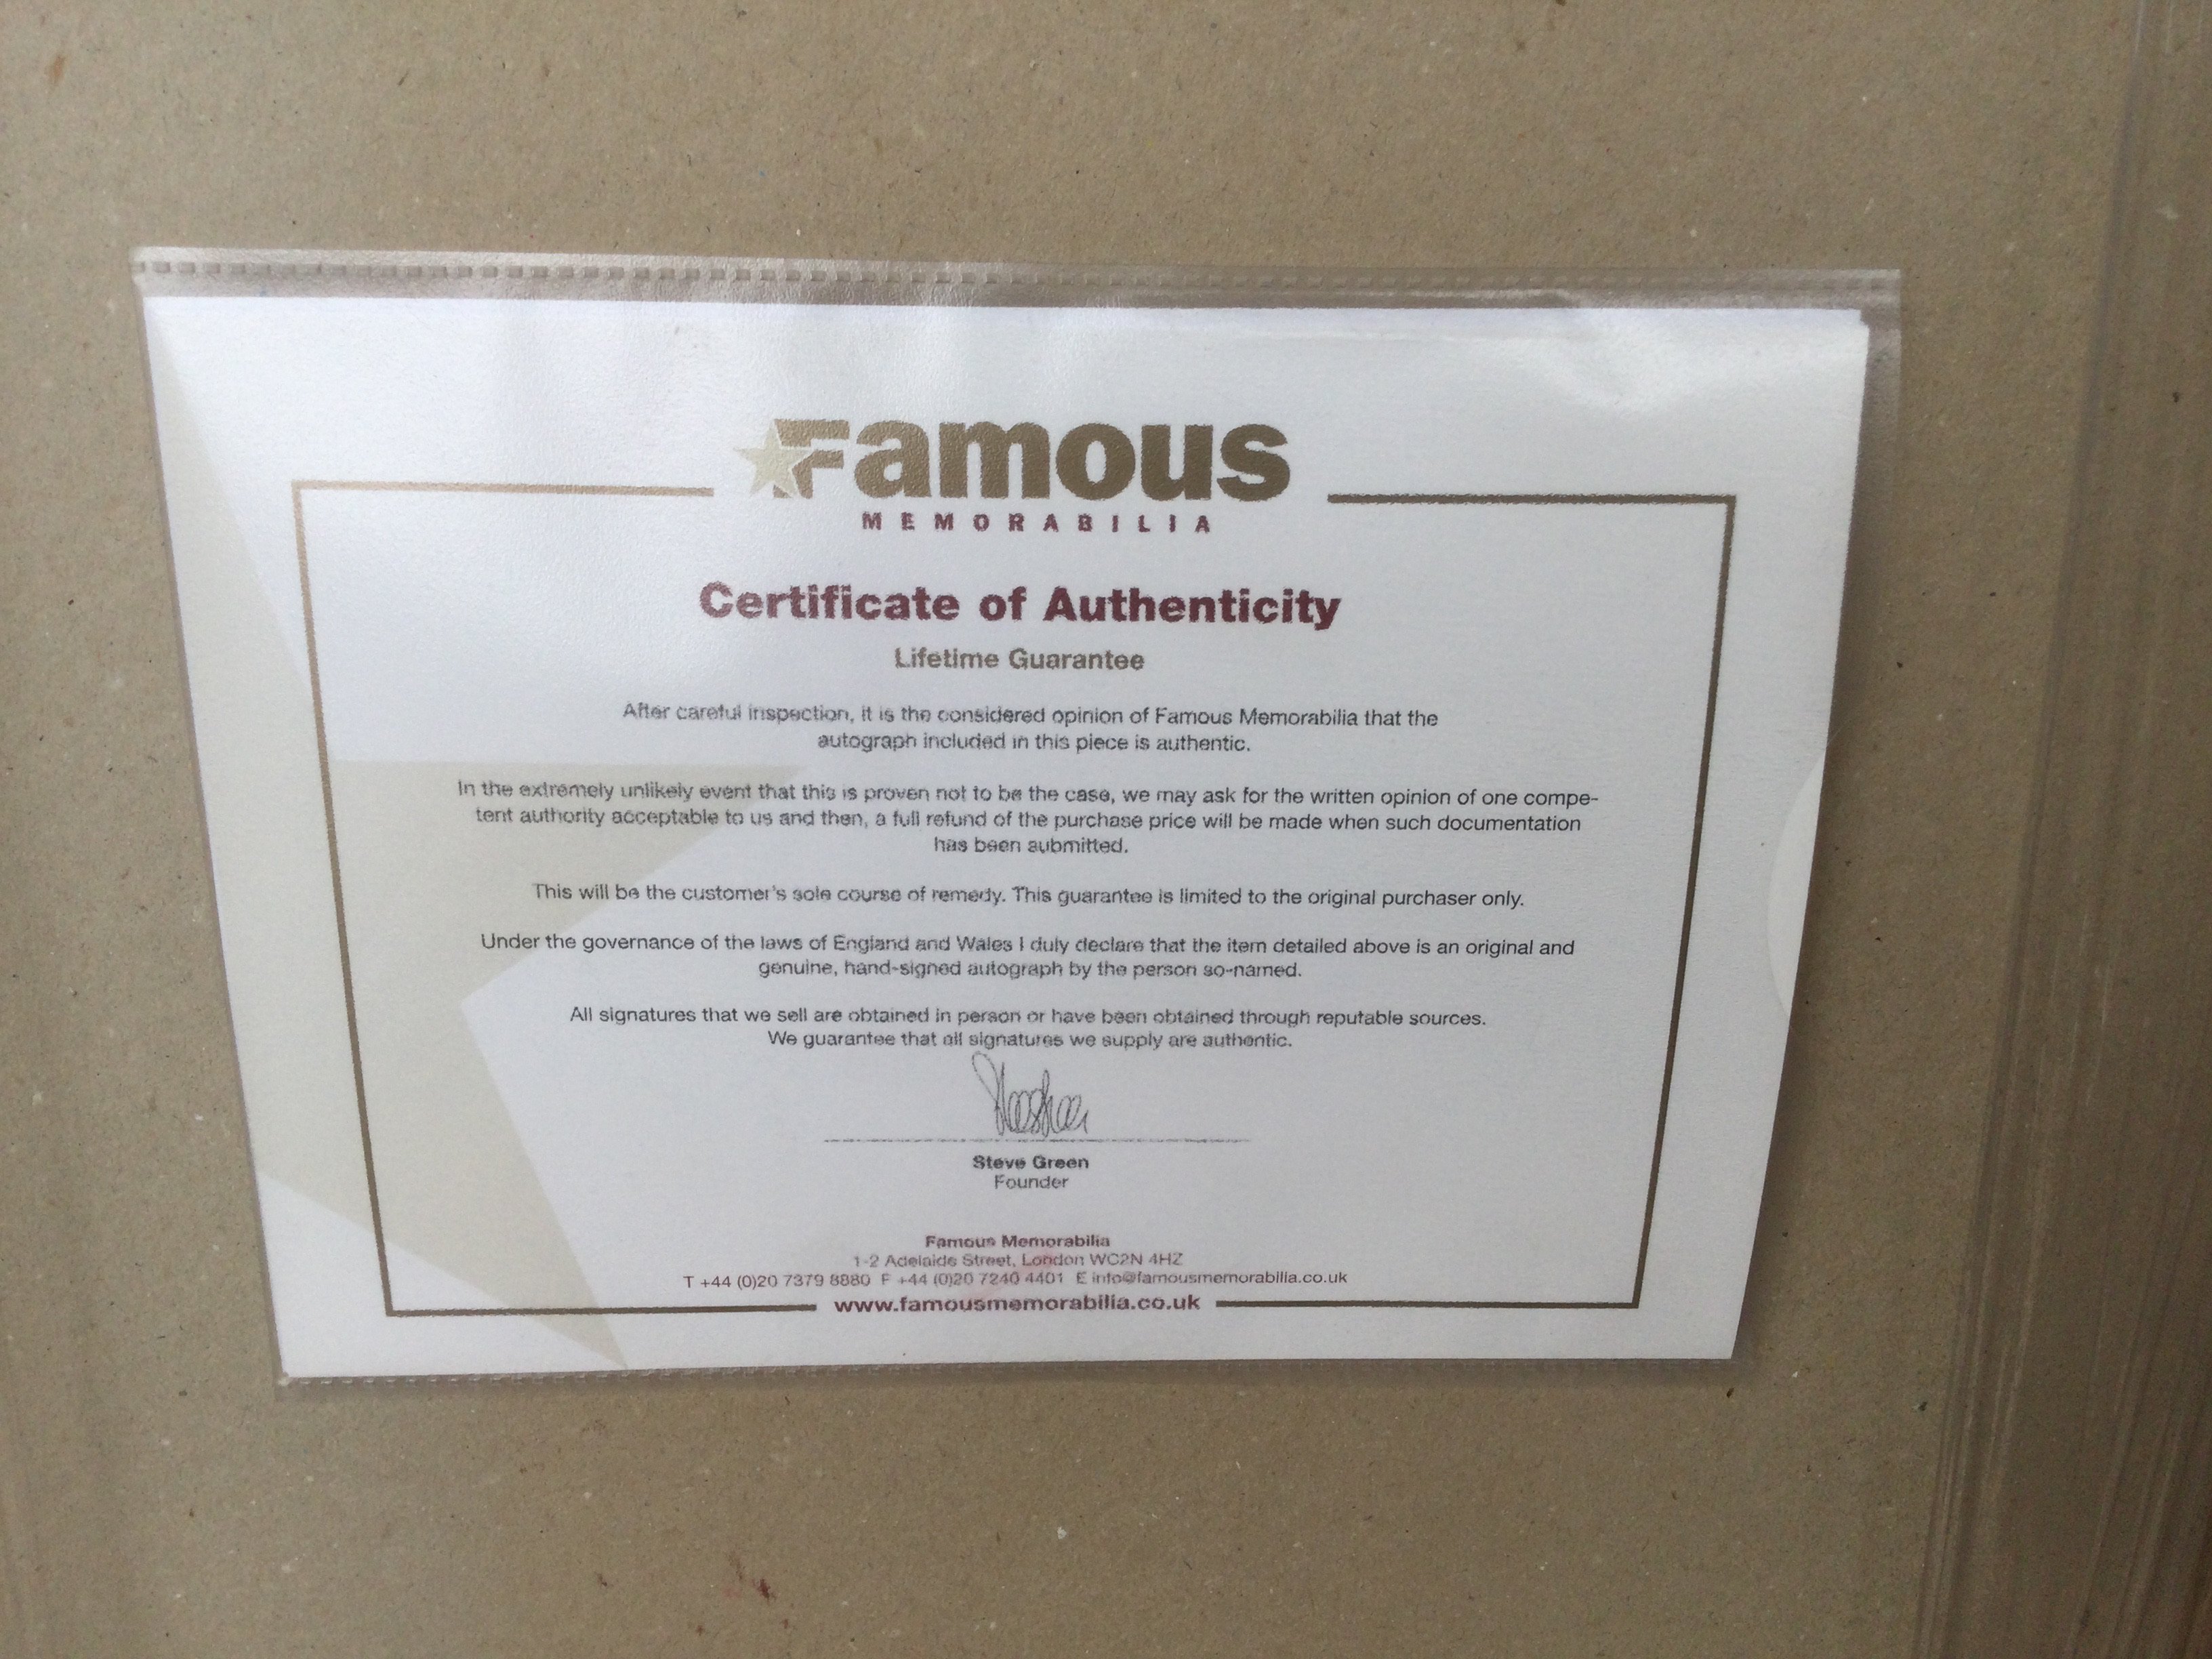 Famous
MEMORABILIA
Certificate of Authenticity
Lifetime Guarantee
After careful inspection, it is the considered opinion of Famous Memorabilia that the
autograph included in this piece is authentic.
In the extremely unlikely event that this is proven not to be the case, we may ask for the written opinion of one compe-
tent authority acceptable to us and then, a full refund of the purchase price will be made when such documentation
has been submitted.
This will be the customer's sole course of remedy. This guarantee is limited to the original purchaser only.
Under the governance of the laws of England and Wales I duly declare that the item detailed above is an original and
genuine, hand-signed autograph by the person so-named.
All signatures that we sell are obtained in person or have been obtained through reputable sources.
We guarantee that all signatures we supply are authentic.
Steve Green
Founder
Famous Memorabilia
1-2 Adelaide Street, London WC2N 4HZ
T +44 (0)20 7379 8880 F +44 (0)20 7240 4401 E info@famousmemorabilia.co.uk
www.famousmemorabilia.co.uk